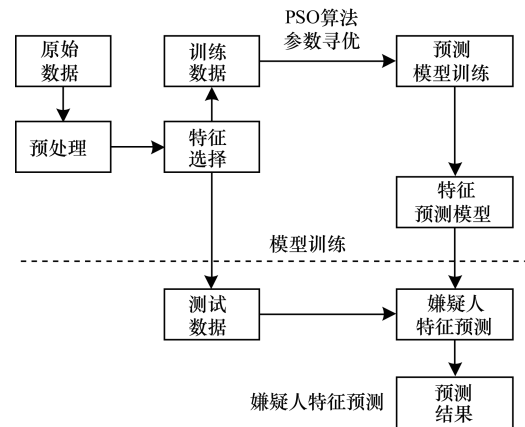 PSO算法
参数寻优
原始
数据
训练
数据
预测
模型训练
预处理
特征
选择
特征
预测模型
模型训练
测试
数据
嫌疑人
特征预测
嫌疑人特征预测
预测
结果